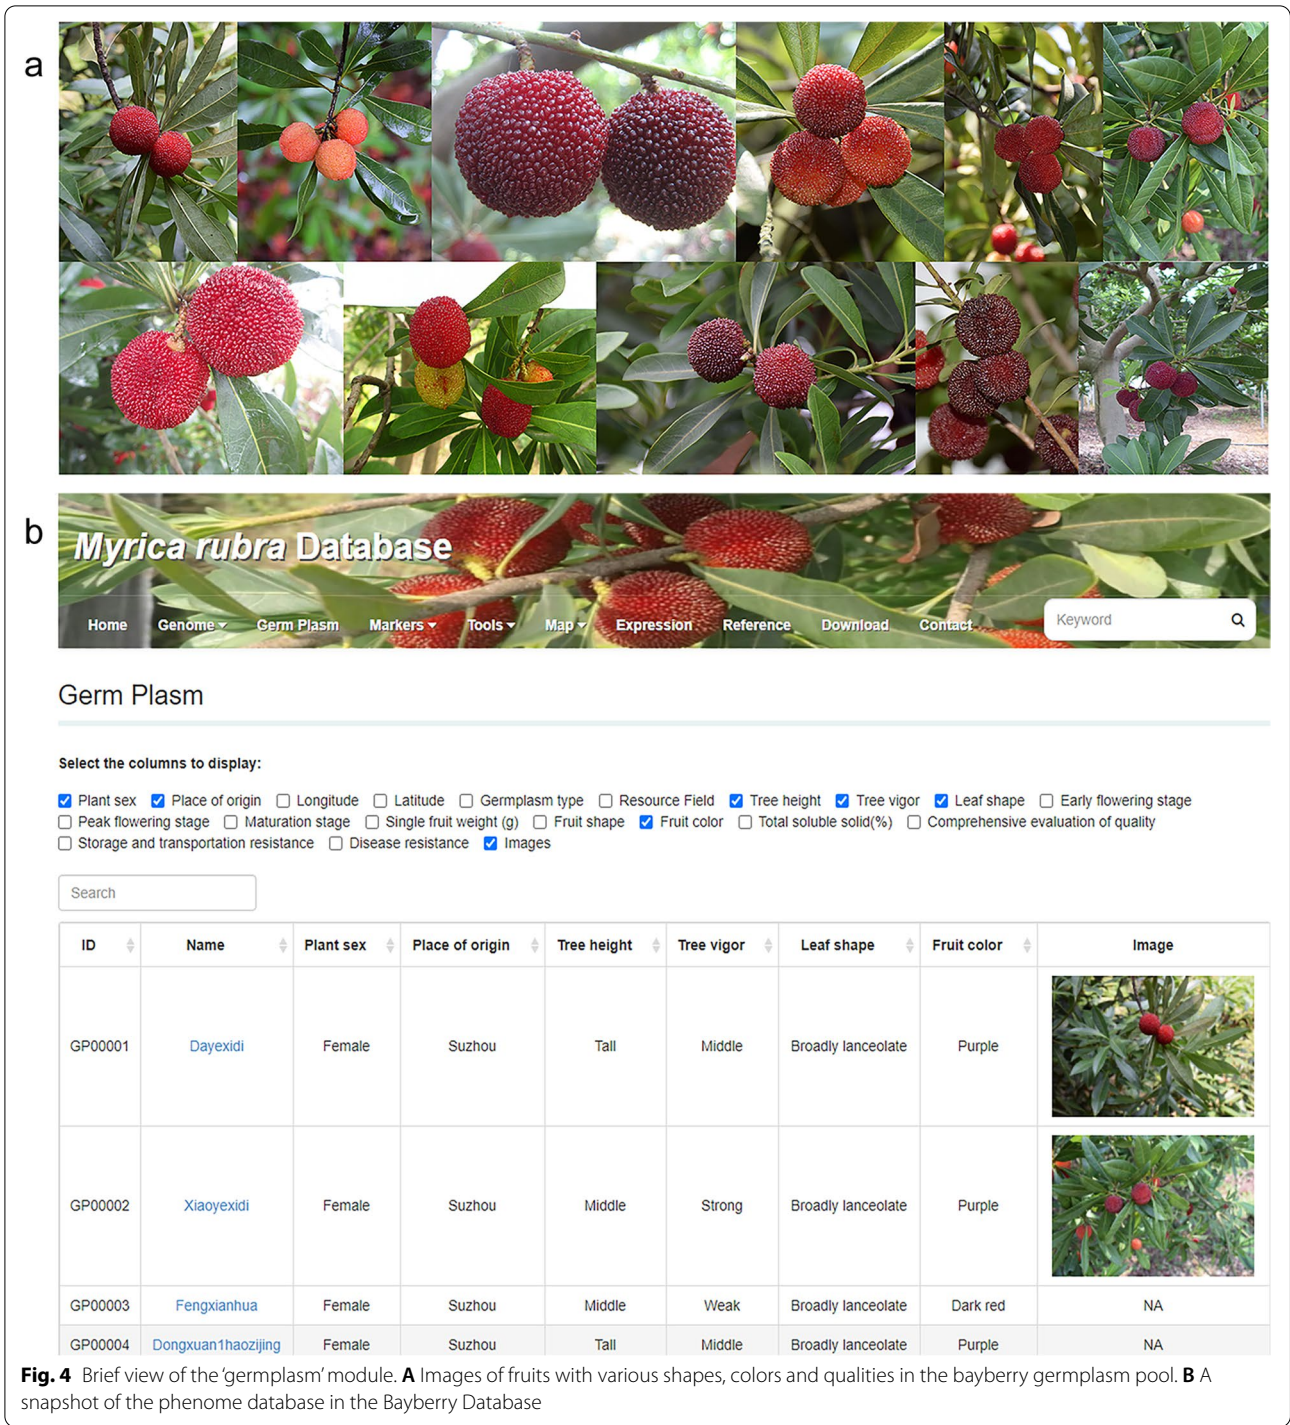 a
b
Myrica rubra Database
Home Genome Germ Plasm Markers Tools Map Expression Reference Download Contact Keyword
Germ Plasm
Select the columns to display:
Plant sex Place of origin Longitude Latitude Germplasm type Resource Field Tree height Tree vigor Leaf shape Early flowering stage
Peak flowering stage Maturation stage Single fruit weight (g) Fruit shape Fruit color Total soluble solid(%) Comprehensive evaluation of quality
Storage and transportation resistance Disease resistance Images
Search
ID Name Plant sex Place of origin Tree height Tree vigor Leaf shape Fruit color Image
GP00001 Dayexidi Female Suzhou Tall Middle Broadly lanceolate Purple
GP00002 Xiaoyexidi Female Suzhou Middle Strong Broadly lanceolate Purple
GP00003 Fengxianhua Female Suzhou Middle Weak Broadly lanceolate Dark red NA
GP00004 Dongxuan1haozijing Female Suzhou Tall Middle Broadly lanceolate Purple NA
Fig. 4 Brief view of the 'germplasm' module. A Images of fruits with various shapes, colors and qualities in the bayberry germplasm pool. B A
snapshot of the phenome database in the Bayberry Database